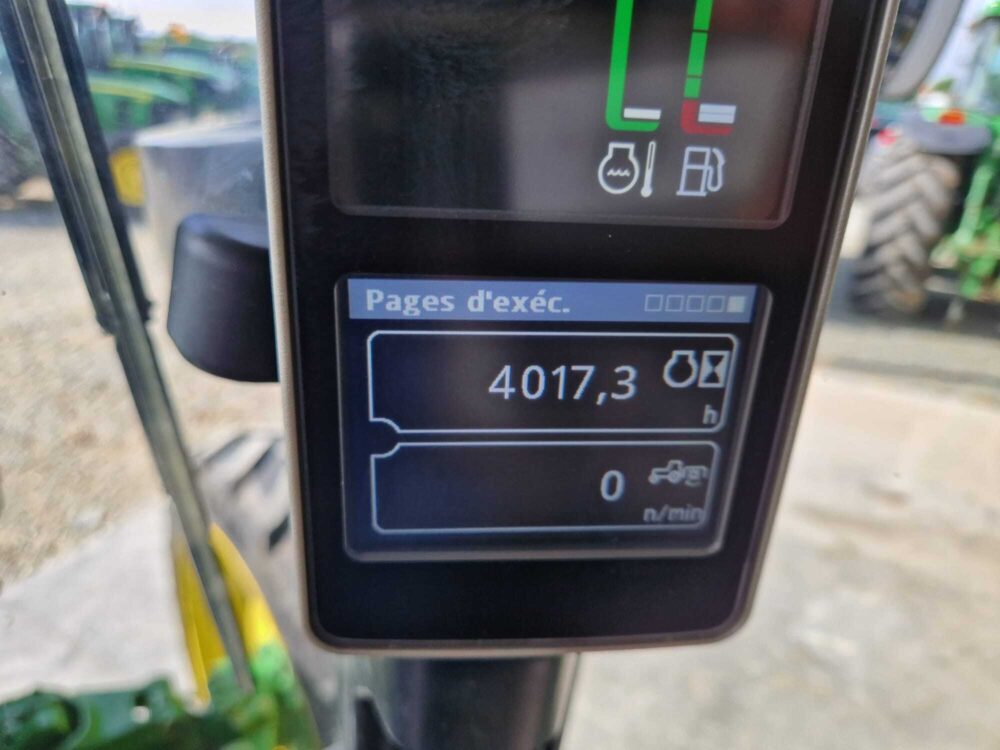 Pages d'exéc.
4017,3
h
0
n/min